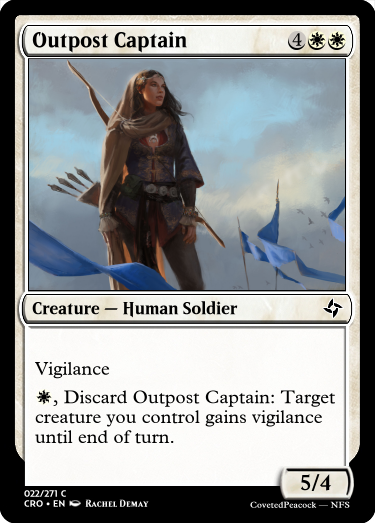 Outpost Captain 4
Creature — Human Soldier
Vigilance
, Discard Outpost Captain: Target
creature you control gains vigilance
until end of turn.
5/4
022/271 C
CRO • EN RACHEL DEMAY
CovetedPeacock — NFS